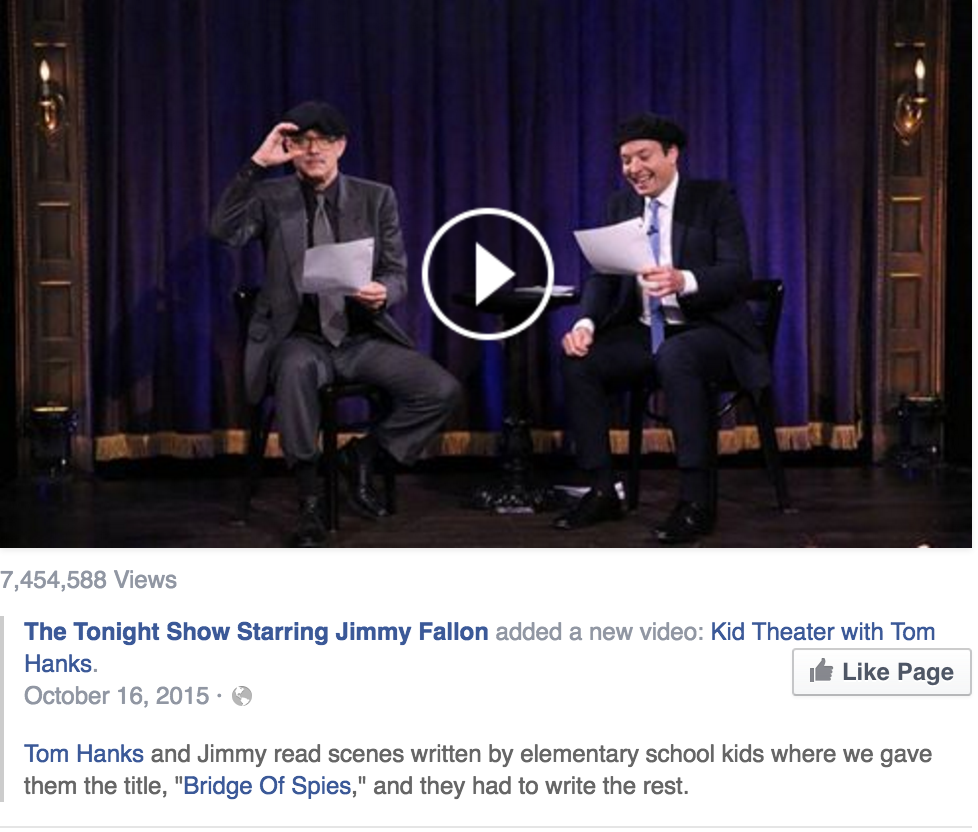 7,454,588 Views
The Tonight Show Starring Jimmy Fallon added a new video: Kid Theater with Tom
Hanks.
October 16, 2015 ·
Like Page
Tom Hanks and Jimmy read scenes written by elementary school kids where we gave
them the title, "Bridge Of Spies," and they had to write the rest.